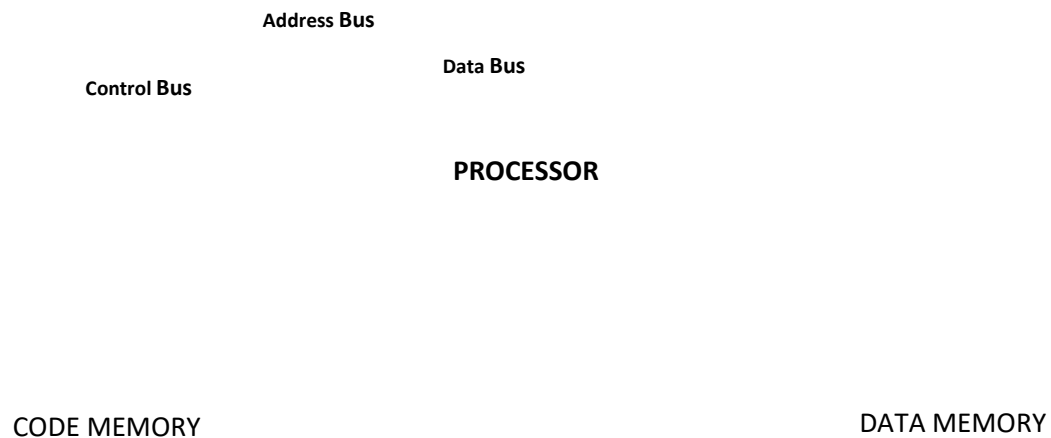 Address Bus
Data Bus
Control Bus
PROCESSOR
CODE MEMORY
DATA MEMORY